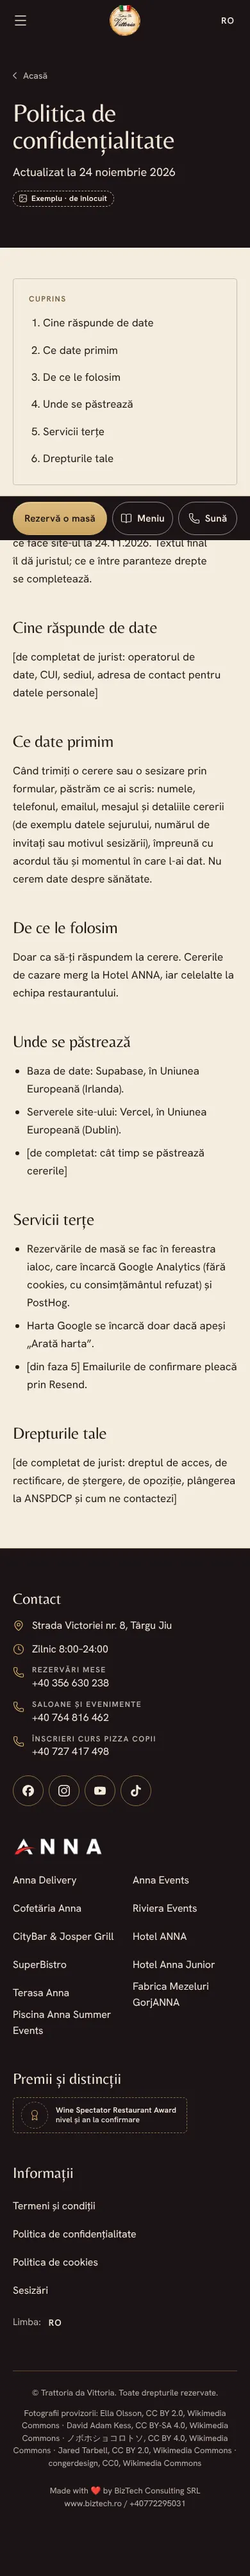 Trattoria da Vittoria
RO
Acasă
Politica de
confidențialitate
Actualizat la 24 noiembrie 2026
Exemplu · de înlocuit
CUPRINS
1. Cine răspunde de date
2. Ce date primim
3. De ce le folosim
4. Unde se păstrează
5. Servicii terțe
6. Drepturile tale
Rezervă o masă
Meniu
Sună
ce face site-ul la 24.11.2026. Textul final
îl dă juristul; ce e între paranteze drepte
se completează.
Cine răspunde de date
[de completat de jurist: operatorul de
date, CUI, sediul, adresa de contact pentru
datele personale]
Ce date primim
Când trimiți o cerere sau o sesizare prin
formular, păstrăm ce ai scris: numele,
telefonul, emailul, mesajul și detaliile cererii
(de exemplu datele sejurului, numărul de
invitați sau motivul sesizării), împreună cu
acordul tău și momentul în care l-ai dat. Nu
cerem date despre sănătate.
De ce le folosim
Doar ca să-ți răspundem la cerere. Cererile
de cazare merg la Hotel ANNA, iar celelalte la
echipa restaurantului.
Unde se păstrează
• Baza de date: Supabase, în Uniunea
Europeană (Irlanda).
• Serverele site-ului: Vercel, în Uniunea
Europeană (Dublin).
• [de completat: cât timp se păstrează
cererile]
Servicii terțe
• Rezervările de masă se fac în fereastra
ialoc, care încarcă Google Analytics (fără
cookies, cu consimțământul refuzat) și
PostHog.
• Harta Google se încarcă doar dacă apeși
„Arată harta”.
• [din faza 5] Emailurile de confirmare pleacă
prin Resend.
Drepturile tale
[de completat de jurist: dreptul de acces, de
rectificare, de ștergere, de opoziție, plângerea
la ANSPDCP și cum ne contactezi]
Contact
Strada Victoriei nr. 8, Târgu Jiu
Zilnic 8:00–24:00
REZERVĂRI MESE
+40 356 630 238
SALOANE ȘI EVENIMENTE
+40 764 816 462
ÎNSCRIERI CURS PIZZA COPII
+40 727 417 498
ANNA
Anna Delivery
Anna Events
Cofetăria Anna
Riviera Events
CityBar & Josper Grill
Hotel ANNA
SuperBistro
Hotel Anna Junior
Terasa Anna
Fabrica Mezeluri
GorjANNA
Piscina Anna Summer
Events
Premii și distincții
Wine Spectator Restaurant Award
nivel și an la confirmare
Informații
Termeni și condiții
Politica de confidențialitate
Politica de cookies
Sesizări
Limba: RO
© Trattoria da Vittoria. Toate drepturile rezervate.
Fotografii provizorii: Ella Olsson, CC BY 2.0, Wikimedia
Commons · David Adam Kess, CC BY-SA 4.0, Wikimedia
Commons · ノボホショコロトソ, CC BY 4.0, Wikimedia
Commons · Jared Tarbell, CC BY 2.0, Wikimedia Commons ·
congerdesign, CC0, Wikimedia Commons
Made with ❤️ by BizTech Consulting SRL
www.biztech.ro / +40772295031